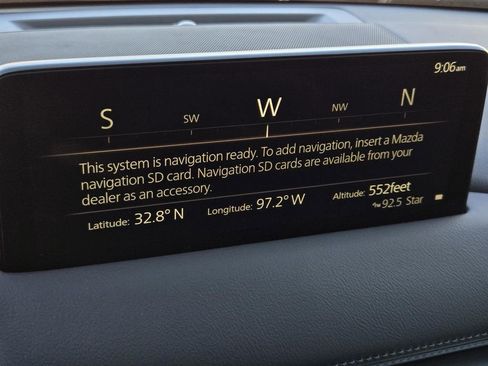 9:06am
S SW W NW N
This system is navigation ready. To add navigation, insert a Mazda
navigation SD card. Navigation SD cards are available from your
dealer as an accessory.
Latitude: 32.8° N Longitude: 97.2° W Altitude: 552feet
FM 92.5 Star